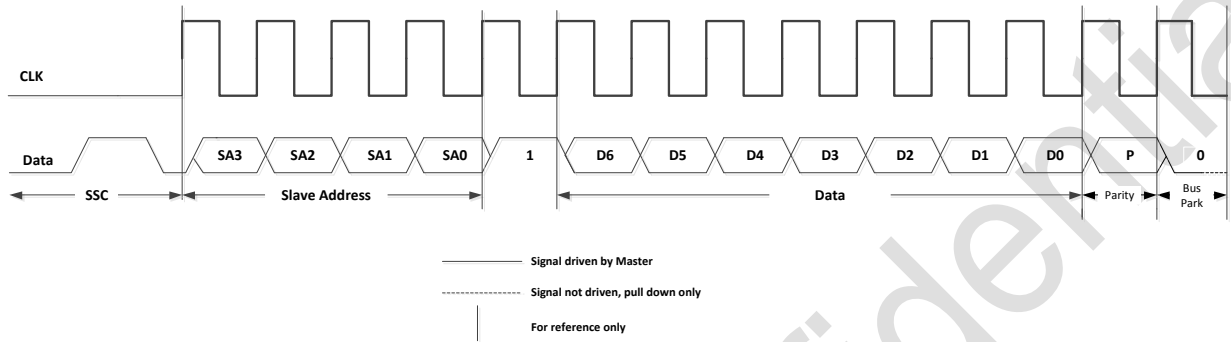 CLK
Data SA3 SA2 SA1 SA0 1 D6 D5 D4 D3 D2 D1 D0 P 0
SSC Slave Address Data Parity Bus
Park
Signal driven by Master
Signal not driven, pull down only
For reference only